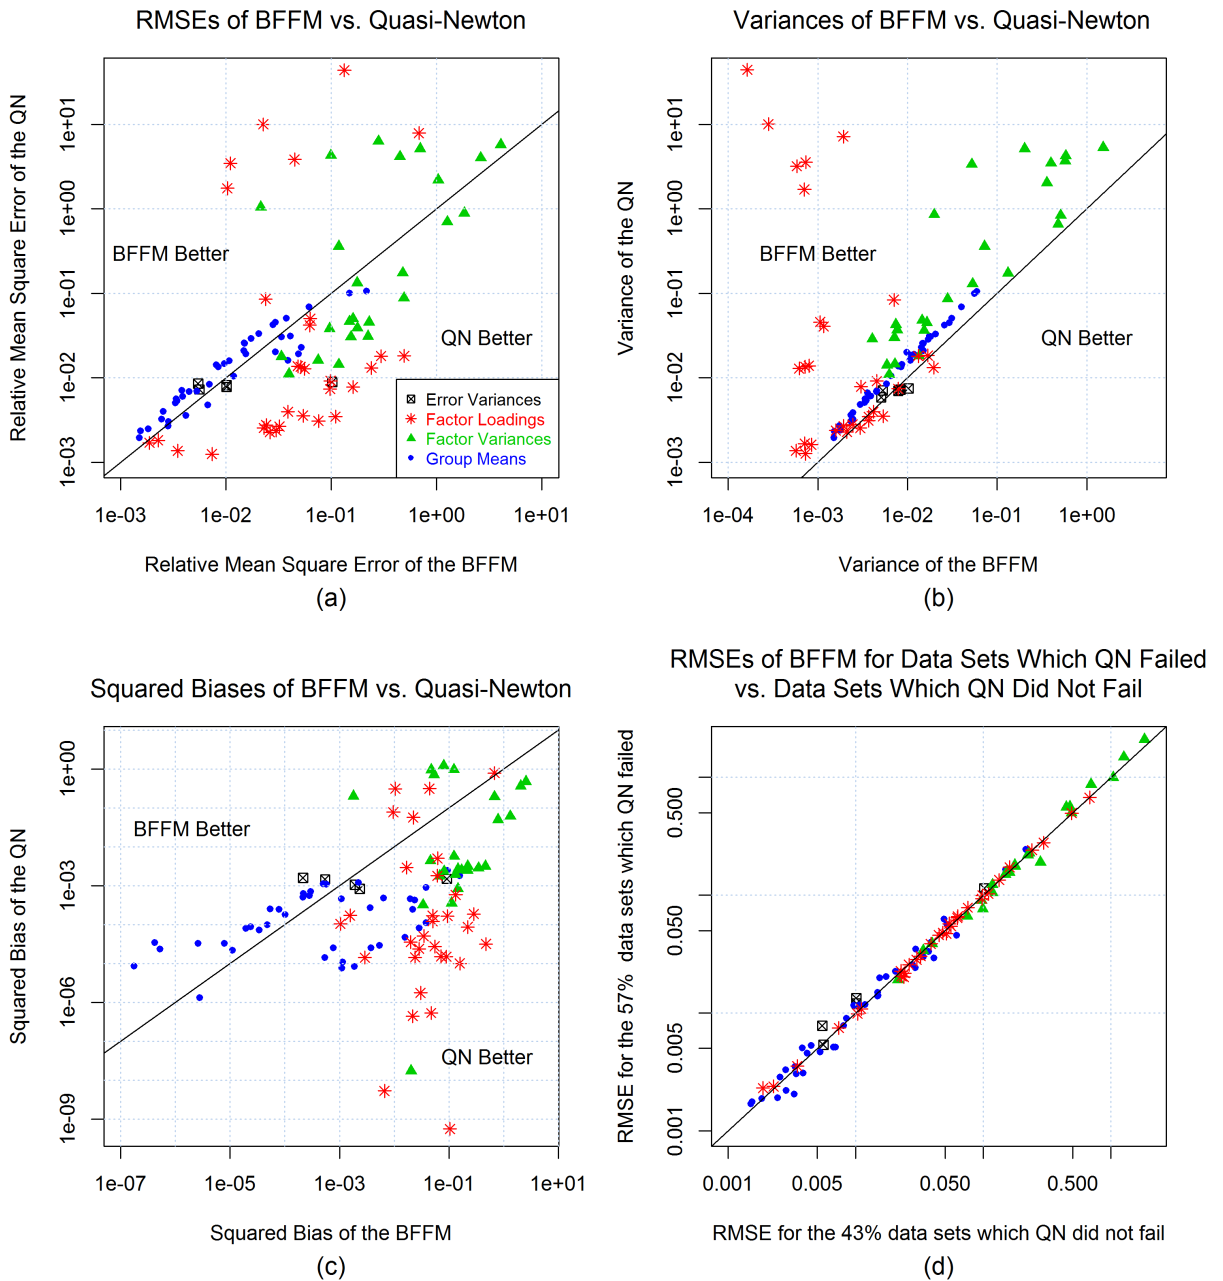 RMSEs of BFFM vs. Quasi-Newton
Relative Mean Square Error of the QN
1e+01
1e+00
1e-01
1e-02
1e-03
BFFM Better
QN Better
Error Variances
Factor Loadings
Factor Variances
Group Means
1e-03 1e-02 1e-01 1e+00 1e+01
Relative Mean Square Error of the BFFM
(a)
Variances of BFFM vs. Quasi-Newton
Variance of the QN
1e+01
1e+00
1e-01
1e-02
1e-03
BFFM Better
QN Better
1e-04 1e-03 1e-02 1e-01 1e+00
Variance of the BFFM
(b)
Squared Biases of BFFM vs. Quasi-Newton
Squared Bias of the QN
1e+00
1e-03
1e-06
1e-09
BFFM Better
QN Better
1e-07 1e-05 1e-03 1e-01 1e+01
Squared Bias of the BFFM
(c)
RMSEs of BFFM for Data Sets Which QN Failed
vs. Data Sets Which QN Did Not Fail
RMSE for the 57% data sets which QN failed
0.500
0.050
0.005
0.001
0.001 0.005 0.050 0.500
RMSE for the 43% data sets which QN did not fail
(d)